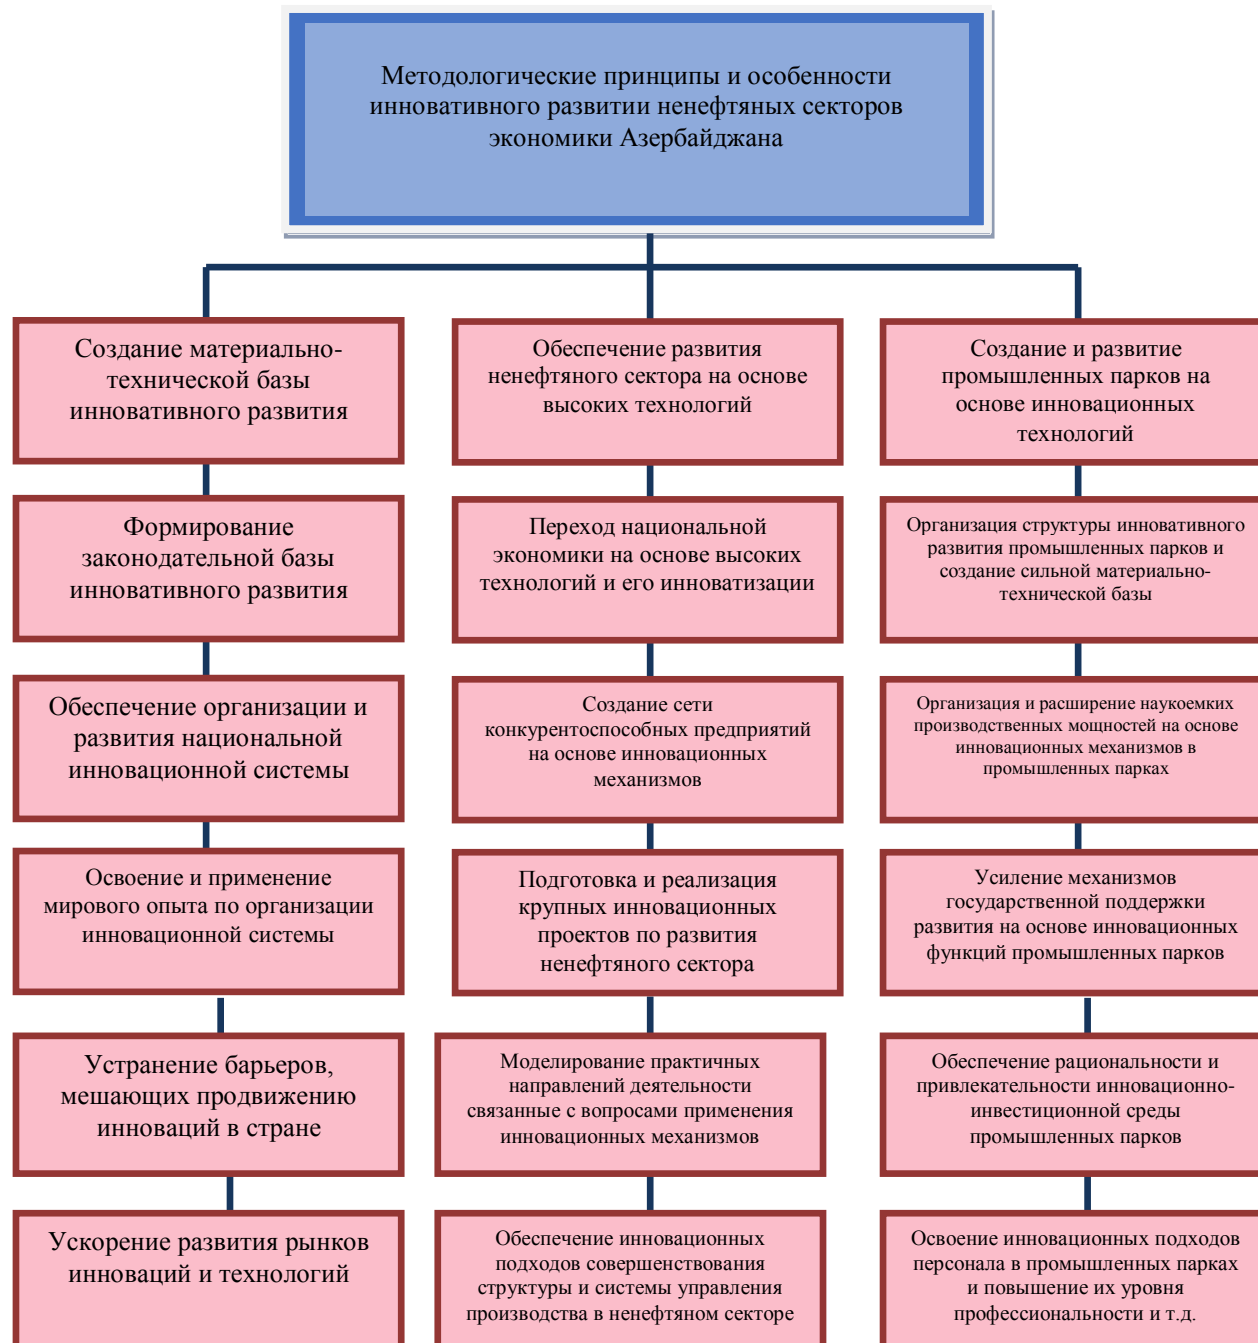 Методологические принципы и особенности
инновативного развитии ненефтяных секторов
экономики Азербайджана
Создание материально-
технической базы
инновативного развития
Формирование
законодательной базы
инновативного развития
Обеспечение организации и
развития национальной
инновационной системы
Освоение и применение
мирового опыта по организации
инновационной системы
Устранение барьеров,
мешающих продвижению
инноваций в стране
Ускорение развития рынков
инноваций и технологий
Обеспечение развития
ненефтяного сектора на основе
высоких технологий
Переход национальной
экономики на основе высоких
технологий и его инноватизации
Создание сети
конкурентоспособных предприятий
на основе инновационных
механизмов
Подготовка и реализация
крупных инновационных
проектов по развития
ненефтяного сектора
Моделирование практичных
направлений деятельности
связанные с вопросами применения
инновационных механизмов
Обеспечение инновационных
подходов совершенствования
структуры и системы управления
производства в ненефтяном секторе
Создание и развитие
промышленных парков на
основе инновационных
технологий
Организация структуры инновативного
развития промышленных парков и
создание сильной материально-
технической базы
Организация и расширение наукоемких
производственных мощностей на основе
инновационных механизмов в
промышленных парках
Усиление механизмов
государственной поддержки
развития на основе инновационных
функций промышленных парков
Обеспечение рациональности и
привлекательности инновационно-
инвестиционной среды
промышленных парков
Освоение инновационных подходов
персонала в промышленных парках
и повышение их уровня
профессиональности и т.д.